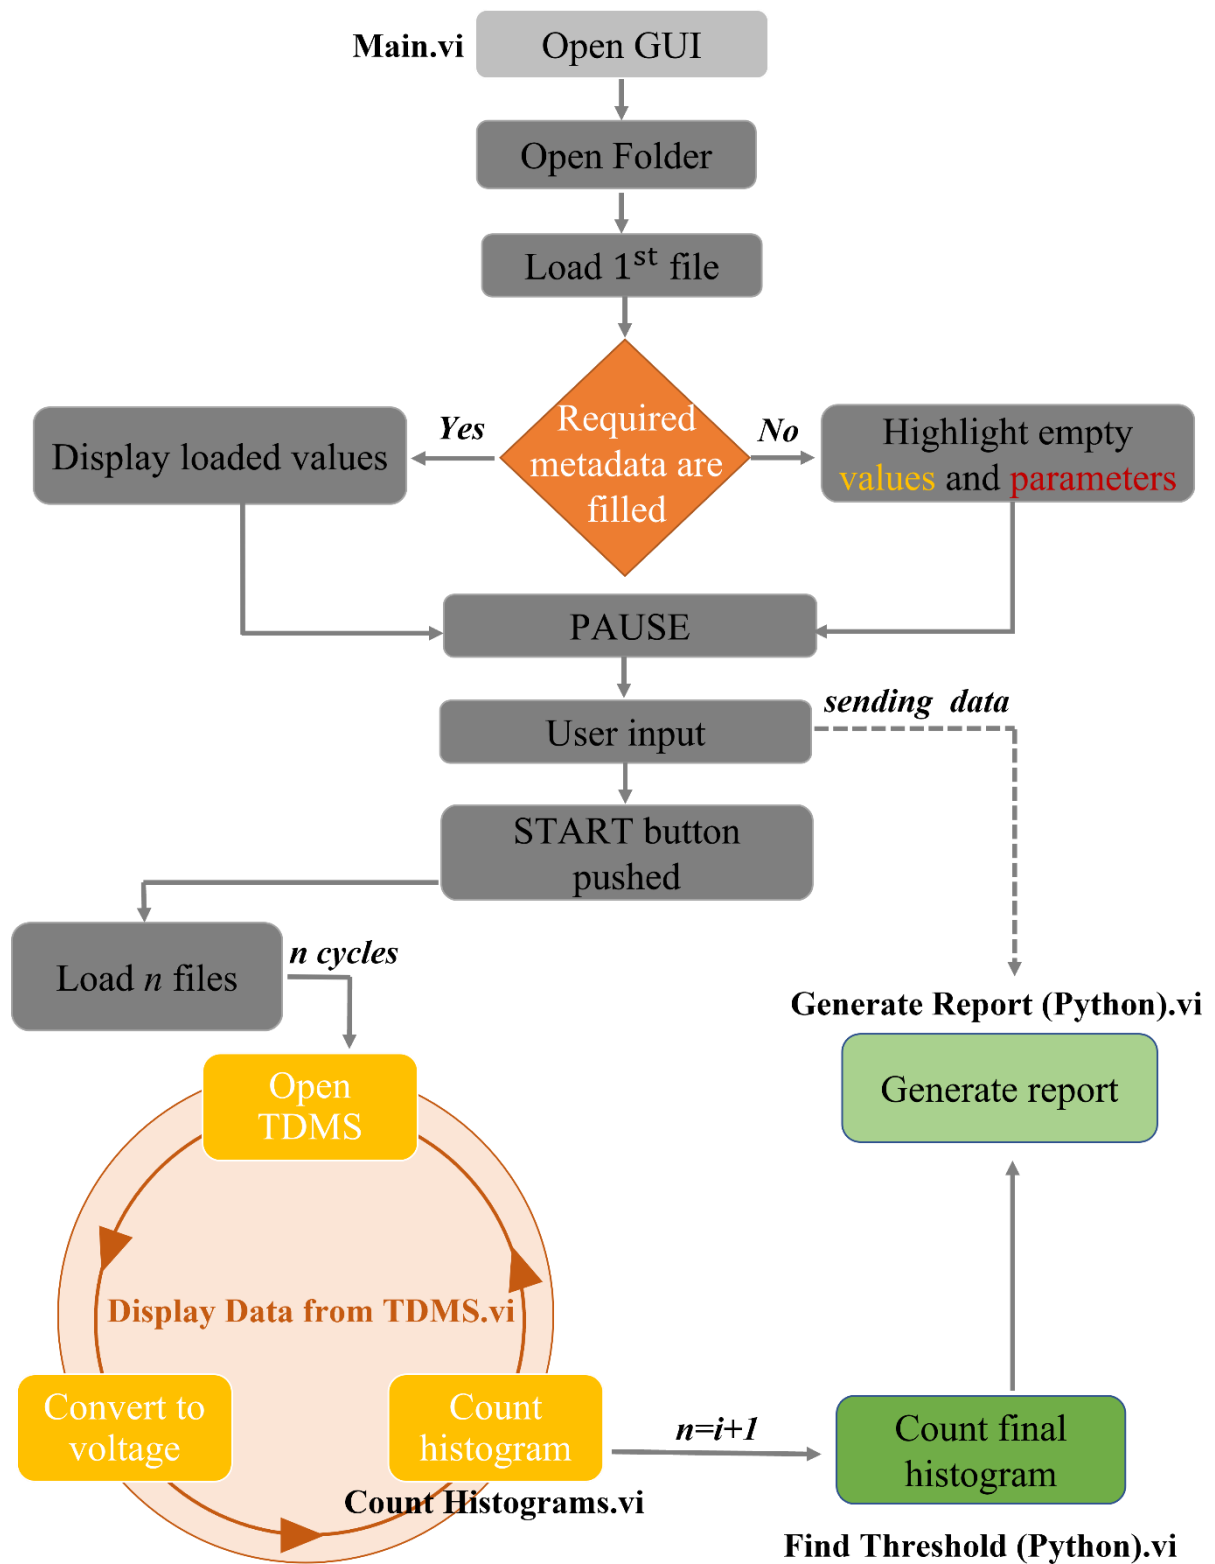 Main.vi
Open GUI
Open Folder
Load 1st file
Required
metadata are
filled
Yes
No
Display loaded values
Highlight empty
values and parameters
PAUSE
User input
sending data
START button
pushed
Load n files
n cycles
Generate Report (Python).vi
Generate report
Open
TDMS
Display Data from TDMS.vi
Convert to
voltage
Count
histogram
Count Histograms.vi
n=i+1
Count final
histogram
Find Threshold (Python).vi